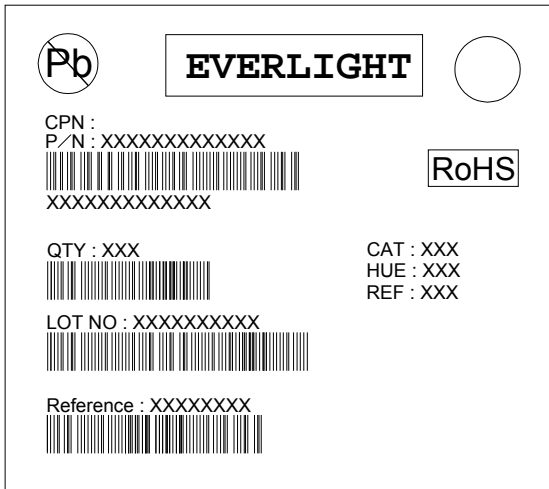 Pb
EVERLIGHT
CPN :
P/N : XXXXXXXXXXXXX
RoHS
XXXXXXXXXXXXX
QTY : XXX
CAT : XXX
HUE : XXX
REF : XXX
LOT NO : XXXXXXXXXX
Reference : XXXXXXXX